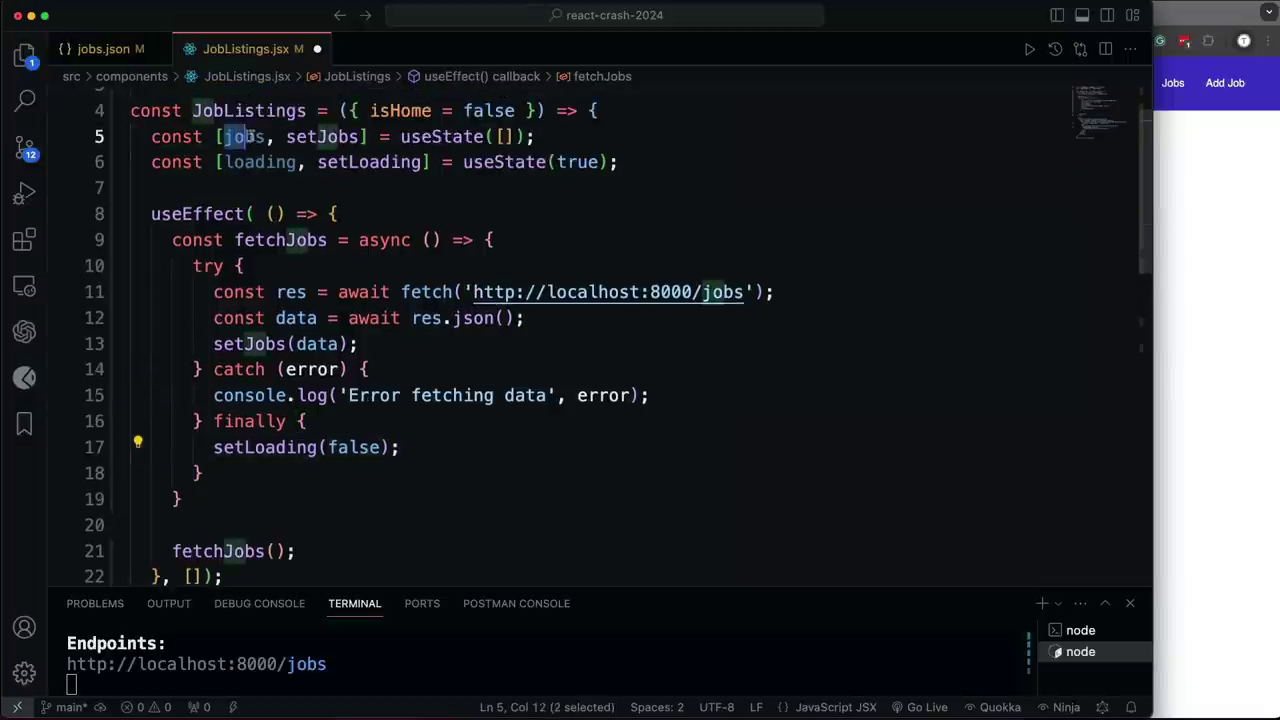 react-crash-2024
jobs.json M
JobListings.jsx M
src > components > JobListings.jsx > JobListings > useEffect() callback > fetchJobs
Jobs Add Job
4 const JobListings = ({ isHome = false }) => {
5 const [jobs, setJobs] = useState([]);
6 const [loading, setLoading] = useState(true);
7
8 useEffect( () => {
9 const fetchJobs = async () => {
10 try {
11 const res = await fetch('http://localhost:8000/jobs');
12 const data = await res.json();
13 setJobs(data);
14 } catch (error) {
15 console.log('Error fetching data', error);
16 } finally {
17 setLoading(false);
18 }
19 }
20
21 fetchJobs();
22 }, []);
1
12
PROBLEMS OUTPUT DEBUG CONSOLE TERMINAL PORTS POSTMAN CONSOLE
Endpoints:
http://localhost:8000/jobs
node
node
main* 0 0 0 Ln 5, Col 12 (2 selected) Spaces: 2 UTF-8 LF {} JavaScript JSX Go Live Quokka Ninja